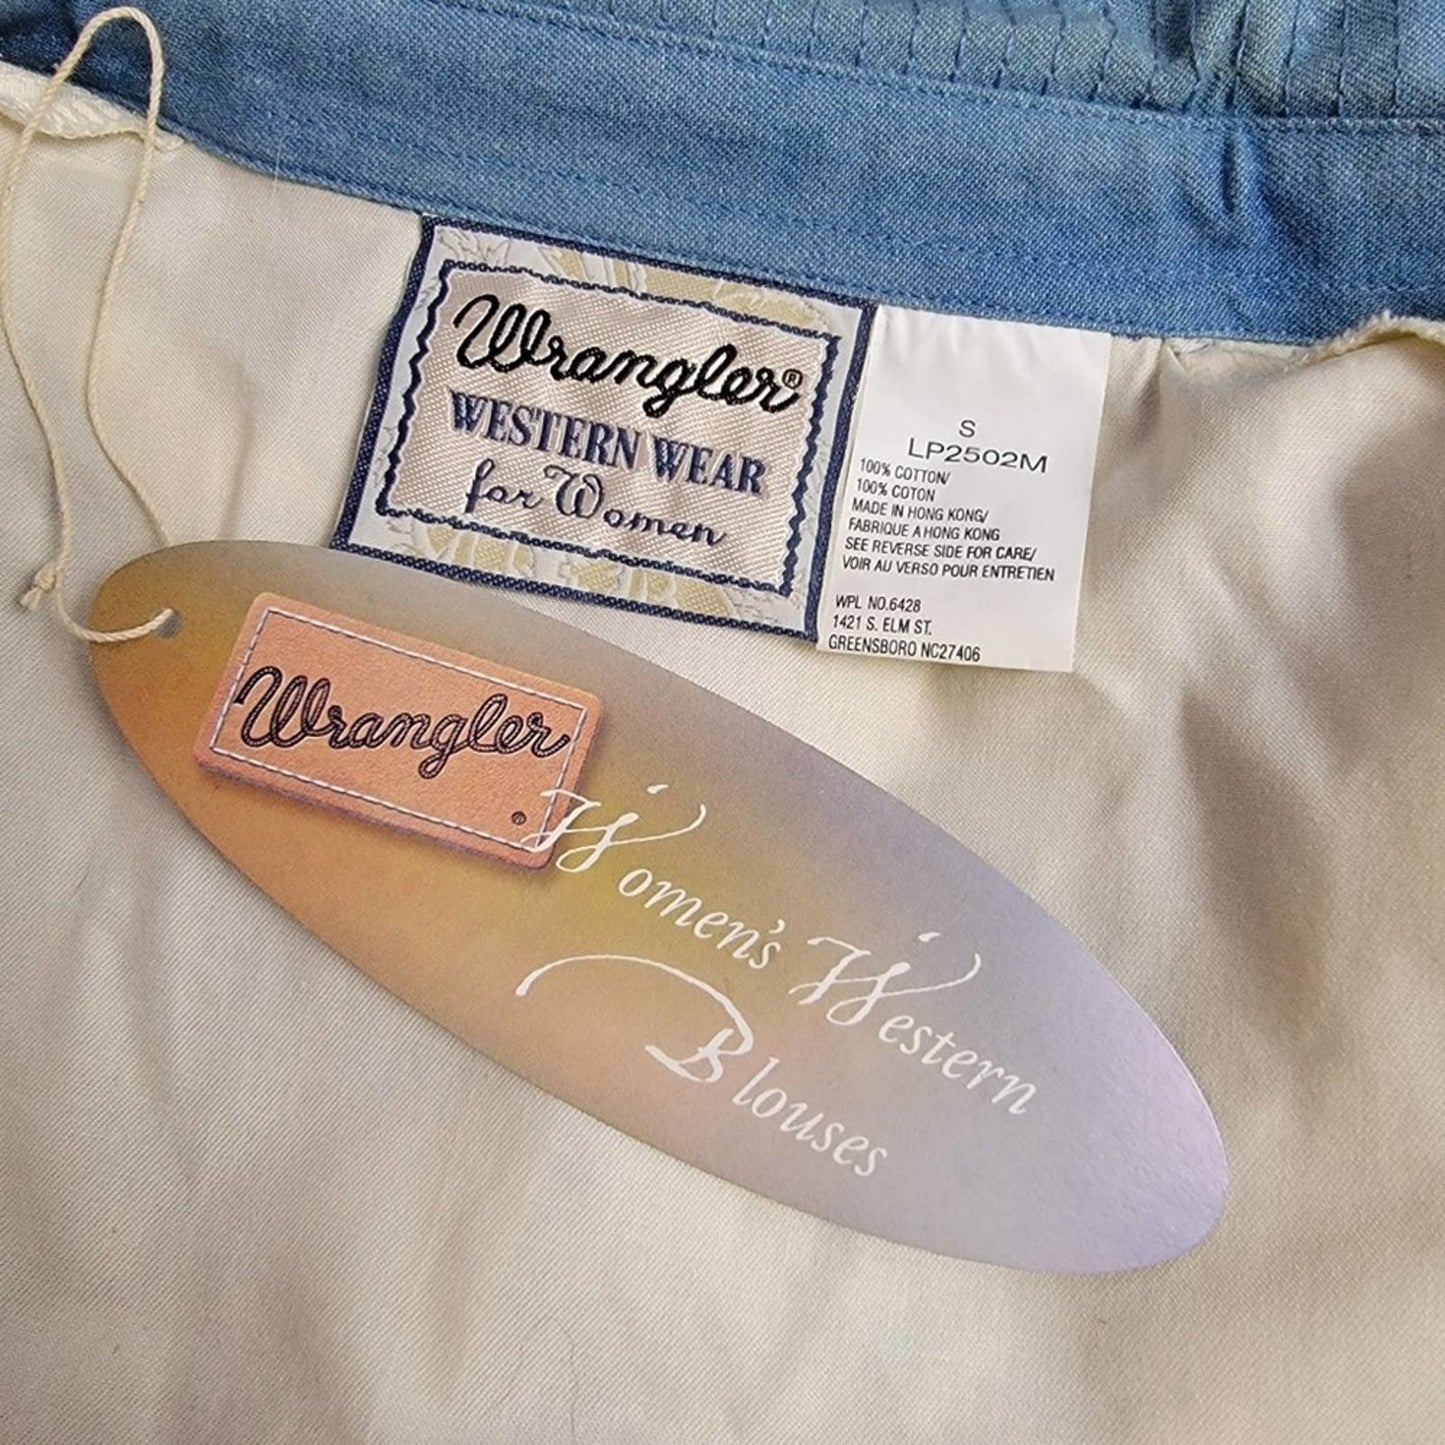 Wrangler®
WESTERN WEAR
for Women
S
LP2502M
100% COTTON/
100% COTON
MADE IN HONG KONG/
FABRIQUE A HONG KONG
SEE REVERSE SIDE FOR CARE/
VOIR AU VERSO POUR ENTRETIEN
WPL NO.6428
1421 S. ELM ST.
GREENSBORO NC27406
Wrangler
®
Women's Western
Blouses